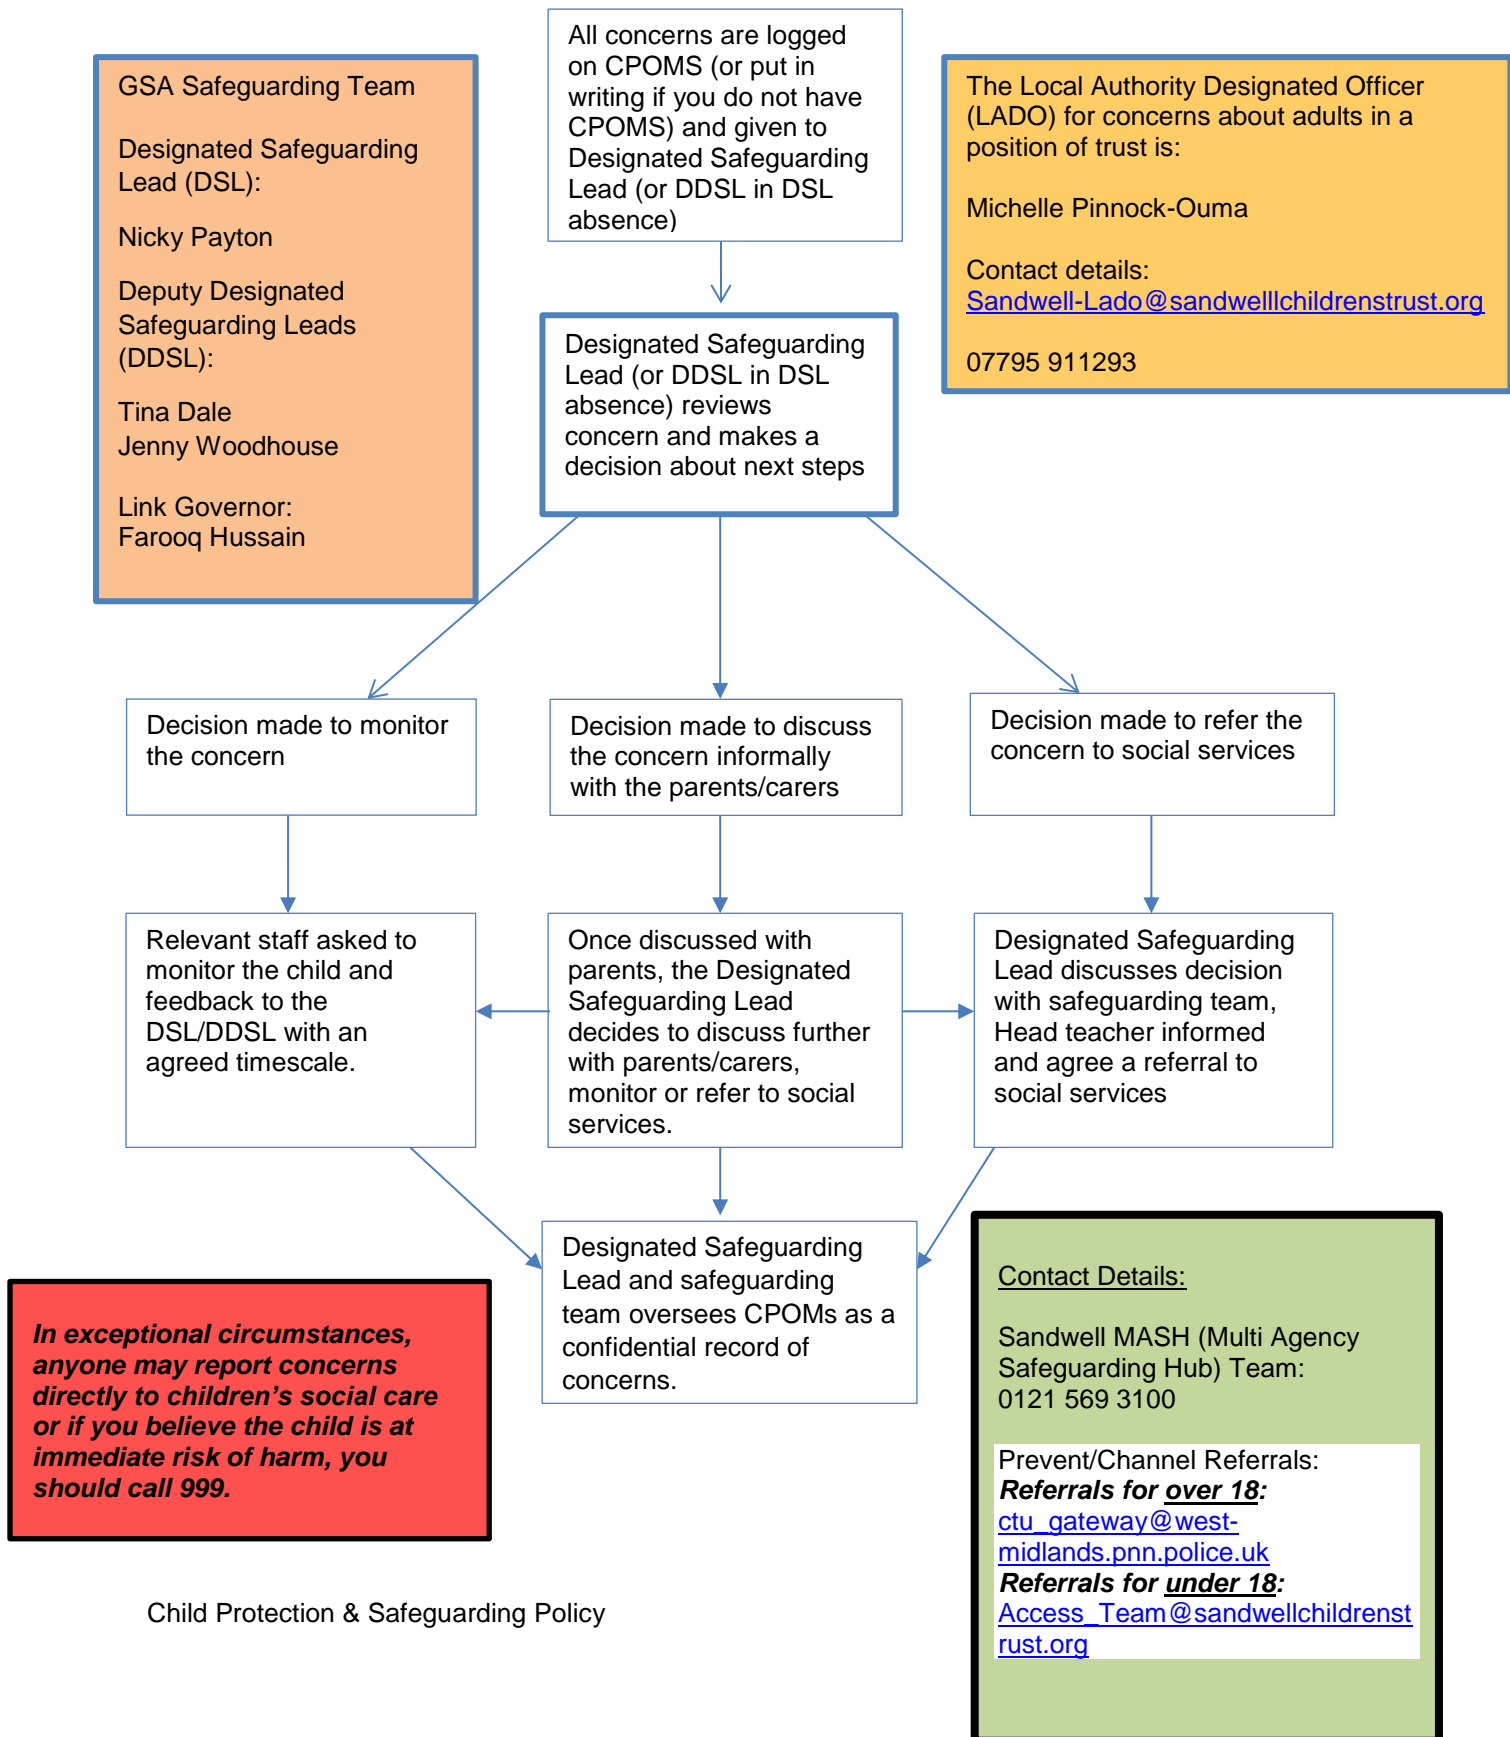 All concerns are logged
on CPOMS (or put in
writing if you do not have
CPOMS) and given to
Designated Safeguarding
Lead (or DDSL in DSL
absence)
GSA Safeguarding Team
Designated Safeguarding
Lead (DSL):
Nicky Payton
Deputy Designated
Safeguarding Leads
(DDSL):
Tina Dale
Jenny Woodhouse
Link Governor:
Farooq Hussain
The Local Authority Designated Officer
(LADO) for concerns about adults in a
position of trust is:
Michelle Pinnock-Ouma
Contact details:
Sandwell-Lado@sandwelllchildrenstrust.org
07795 911293
Designated Safeguarding
Lead (or DDSL in DSL
absence) reviews
concern and makes a
decision about next steps
Decision made to monitor
the concern
Decision made to discuss
the concern informally
with the parents/carers
Decision made to refer the
concern to social services
Relevant staff asked to
monitor the child and
feedback to the
DSL/DDSL with an
agreed timescale.
Once discussed with
parents, the Designated
Safeguarding Lead
decides to discuss further
with parents/carers,
monitor or refer to social
services.
Designated Safeguarding
Lead discusses decision
with safeguarding team,
Head teacher informed
and agree a referral to
social services
Designated Safeguarding
Lead and safeguarding
team oversees CPOMs as a
confidential record of
concerns.
In exceptional circumstances,
anyone may report concerns
directly to children’s social care
or if you believe the child is at
immediate risk of harm, you
should call 999.
Contact Details:
Sandwell MASH (Multi Agency
Safeguarding Hub) Team:
0121 569 3100
Prevent/Channel Referrals:
Referrals for over 18:
ctu_gateway@west-
midlands.pnn.police.uk
Referrals for under 18:
Access_Team@sandwellchildrenst
rust.org
Child Protection & Safeguarding Policy